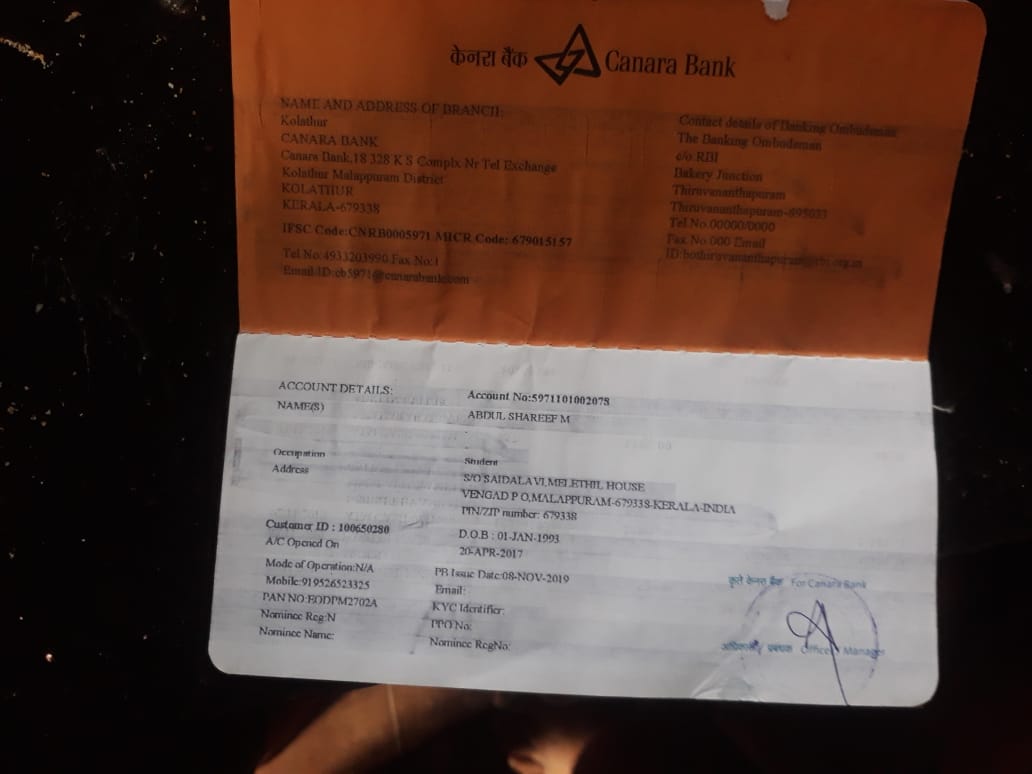 केनरा बैंक Canara Bank
NAME AND ADDRESS OF BRANCH:
Kolathur
CANARA BANK
Canara Bank,18 328 K S Complx Nr Tel Exchange
Kolathur Malappuram District
KOLATHUR
KERALA-679338
IFSC Code:CNRB0005971 MICR Code: 679015157
Tel No:4933203990 Fax No:1
Email ID:cb5971@canarabank.com
Contact details of Banking Ombudsman
The Banking Ombudsman
c/o RBI
Bakery Junction
Thiruvananthapuram
Thiruvananthapuram-695033
Tel No.00000/0000
Fax No 000 Email
ID:bothiruvananthapuram@rbi.org.in
ACCOUNT DETAILS: Account No:5971101002078
NAME(S) ABDUL SHAREEF M
Occupation Student
Address S/O SAIDALAVI,MELETHIL HOUSE
VENGAD P O,MALAPPURAM-679338-KERALA-INDIA
PIN/ZIP number: 679338
Customer ID : 100650280 D.O.B : 01-JAN-1993
A/C Opened On 20-APR-2017
Mode of Operation:N/A PB Issue Date:08-NOV-2019
Mobile:919526523325 Email:
PAN NO:EODPM2702A KYC Identifier:
Nominee Reg:N PPO No:
Nominee Name: Nominee RegNo:
कृते केनरा बैंक For Canara Bank
अधिकारी/ प्रबंधक Officer Manager